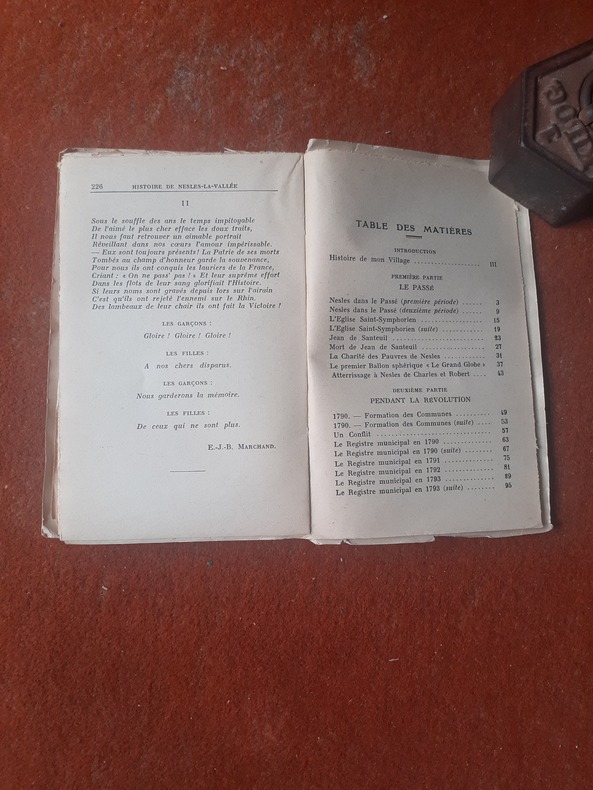 226 HISTOIRE DE NESLES-LA-VALLÉE
II
Sous le souffle des ans le temps impitoyable
De l'aimé le plus cher efface les doux traits,
Il nous faut retrouver un aimable portrait
Réveillant dans nos cœurs l'amour impérissable.
— Eux sont toujours présents! La Patrie de ses morts
Tombés au champ d'honneur garde la souvenance,
Pour nous ils ont conquis les lauriers de la France,
Criant : « On ne pass' pas ! » Et leur suprême effort
Dans les flots de leur sang glorifiait l'Histoire.
Si leurs noms sont gravés depuis lors sur l'airain
C'est qu'ils ont rejeté l'ennemi sur le Rhin.
Des lambeaux de leur chair ils ont fait la Victoire !
LES GARÇONS :
Gloire ! Gloire ! Gloire !
LES FILLES :
A nos chers disparus.
LES GARÇONS :
Nous garderons la mémoire.
LES FILLES :
De ceux qui ne sont plus.
E.-J.-B. MARCHAND.
TABLE DES MATIÈRES
INTRODUCTION
Histoire de mon Village .................... III
PREMIÈRE PARTIE
LE PASSE
Nesles dans le Passé (première période) ...... 3
Nesles dans le Passé (deuxième période) ...... 9
L'Eglise Saint-Symphorien .................. 15
L'Eglise Saint-Symphorien (suite) ............ 19
Jean de Santeuil ............................ 23
Mort de Jean de Santeuil .................... 27
La Charité des Pauvres de Nesles ............ 31
Le premier Ballon sphérique « Le Grand Globe » 37
Atterrissage à Nesles de Charles et Robert .... 43
DEUXIÈME PARTIE
PENDANT LA RÉVOLUTION
1790. — Formation des Communes .......... 49
1790. — Formation des Communes (suite) .... 53
Un Conflit ................................ 57
Le Registre municipal en 1790 .............. 63
Le Registre municipal en 1790 (suite) ........ 67
Le Registre municipal en 1791 .............. 75
Le Registre municipal en 1792 .............. 81
Le Registre municipal en 1793 .............. 89
Le Registre municipal en 1793 (suite) ........ 95